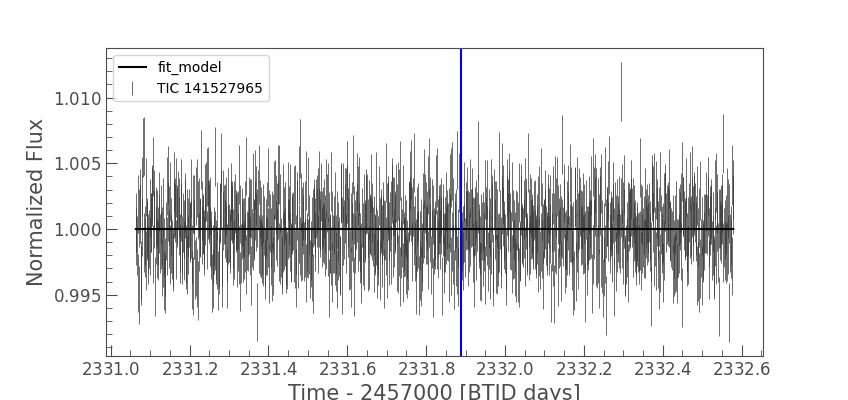 fit_model
TIC 141527965
1.010
1.005
1.000
0.995
Normalized Flux
2331.0 2331.2 2331.4 2331.6 2331.8 2332.0 2332.2 2332.4 2332.6
Time - 2457000 [BTJD days]